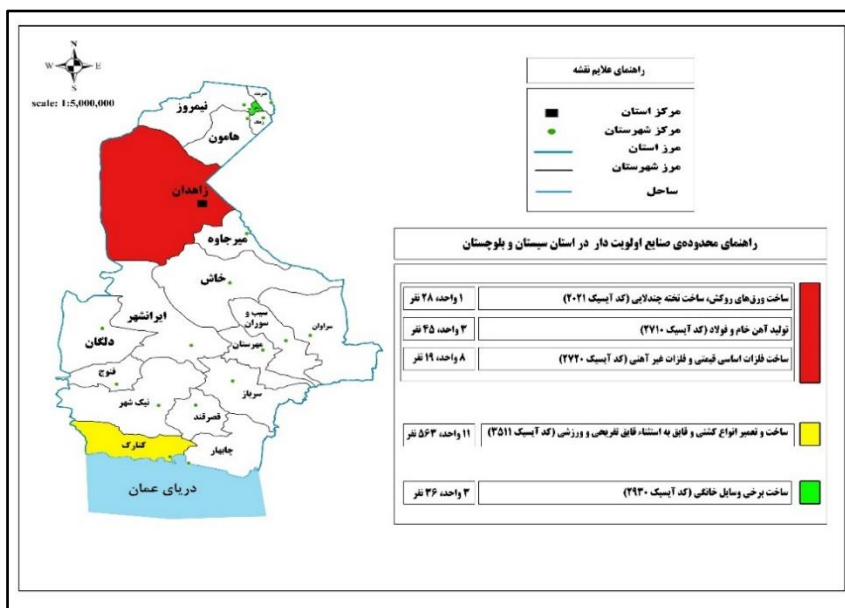 N
W E
S
scale: 1:5,000,000
راهنمای علایم نقشه
مرکز استان
مرکز شهرستان
مرز استان
مرز شهرستان
ساحل
نیمروز
هامون
زاهدان
میرجاوه
خاش
ایرانشهر
سیب و
سوران
سراوان
مهرستان
دلگان
فنوج
سرباز
نیک شهر
قصرقند
کنارک
چابهار
دریای عمان
راهنمای محدوده‌ی صنایع اولویت دار در استان سیستان و بلوچستان
ساخت ورق‌های روکش، ساخت تخته چندلایی (کد آیسیک ۲۰۲۱) ۱ واحد، ۲۸ نفر
تولید آهن خام و فولاد (کد آیسیک ۲۷۱۰) ۳ واحد، ۴۵ نفر
ساخت فلزات اساسی قیمتی و فلزات غیر آهنی (کد آیسیک ۲۷۲۰) ۸ واحد، ۱۹ نفر
ساخت و تعمیر انواع کشتی و قایق به استثناء قایق تفریحی و ورزشی (کد آیسیک ۳۵۱۱) ۱۱ واحد، ۵۶۳ نفر
ساخت برخی وسایل خانگی (کد آیسیک ۲۹۳۰) ۳ واحد، ۳۶ نفر